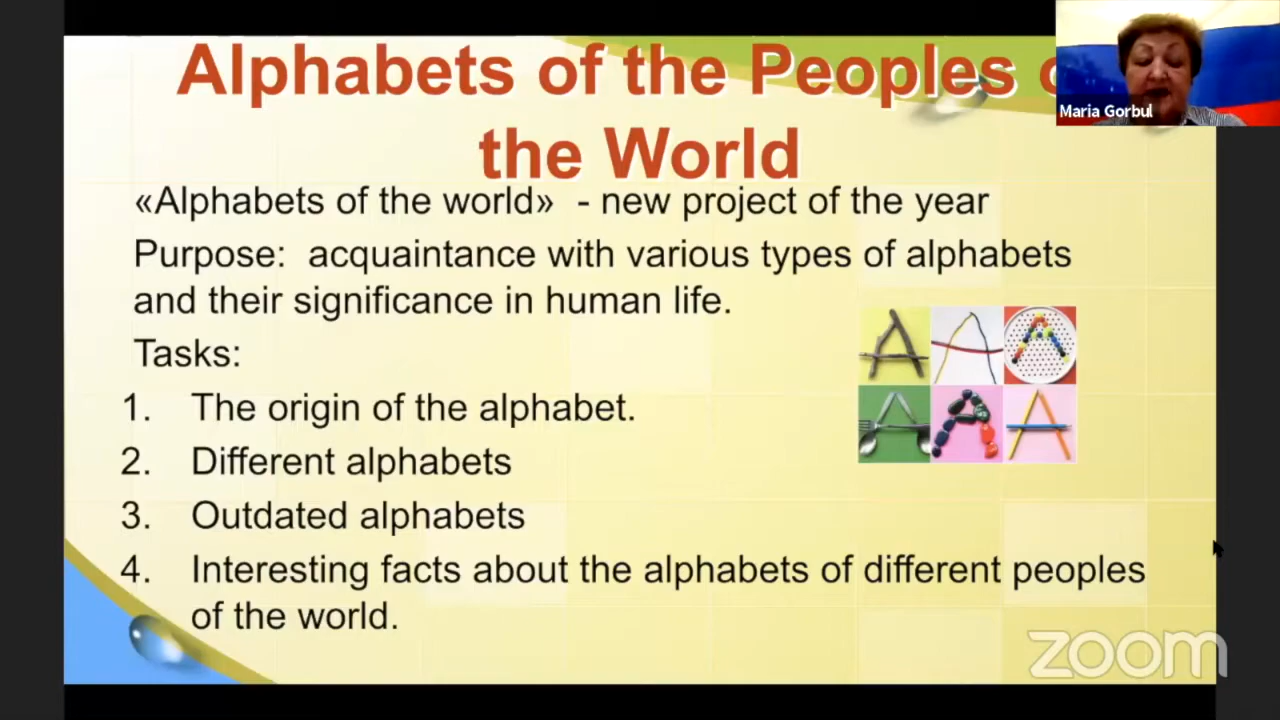 Alphabets of the Peoples o
the World
Maria Gorbul
«Alphabets of the world»  - new project of the year
Purpose:  acquaintance with various types of alphabets
and their significance in human life.
Tasks:
1. The origin of the alphabet.
2. Different alphabets
3. Outdated alphabets
4. Interesting facts about the alphabets of different peoples
of the world.
A A A
A A A
zoom